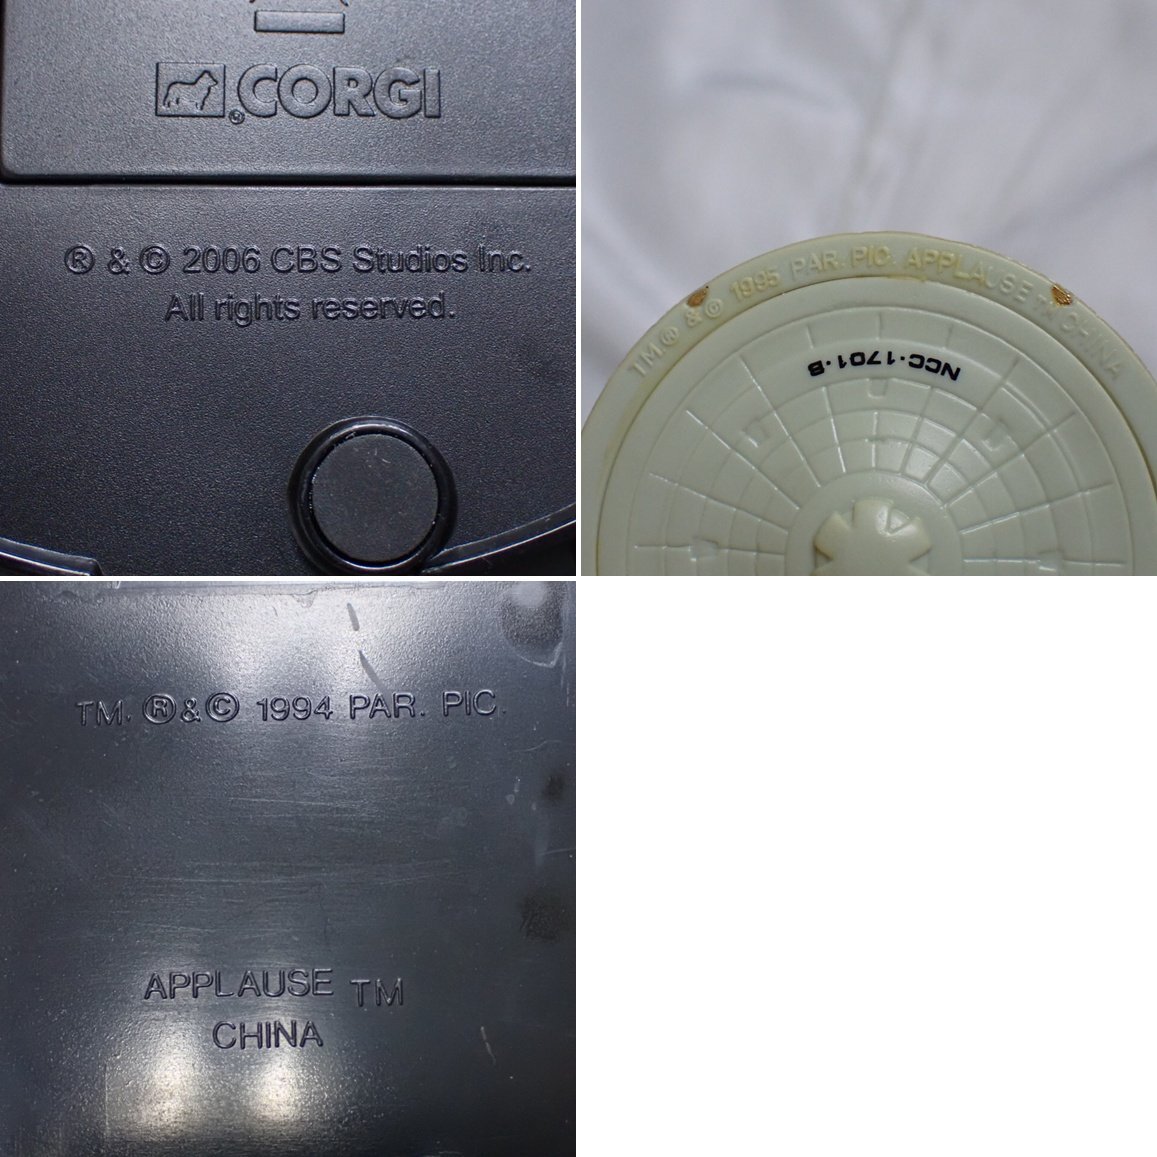 CORGI
® & © 2006 CBS Studios Inc.
All rights reserved.
TM.® & © 1995 PAR. PIC. APPLAUSE TM CHINA
NCC-1701-B
TM. ®&© 1994 PAR. PIC.
APPLAUSE TM
CHINA